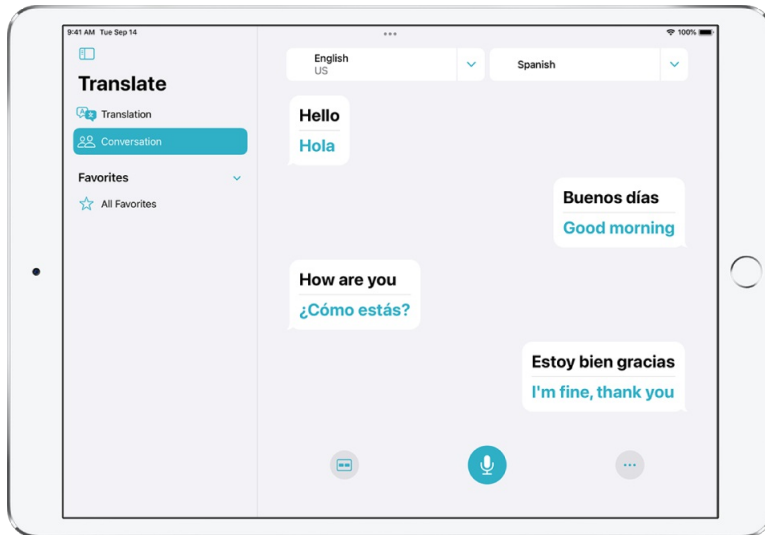 9:41 AM Tue Sep 14
100%
Translate
Translation
Conversation
Favorites
All Favorites
English
US
Spanish
Hello
Hola
Buenos días
Good morning
How are you
¿Cómo estás?
Estoy bien gracias
I'm fine, thank you